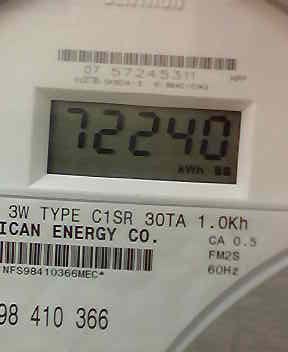 07 57245311
72240
kWh
3W TYPE C1SR 30TA 1.0Kh
ICAN ENERGY CO.
CA 0.5
FM2S
60Hz
NFS98410366MEC*
98 410 366